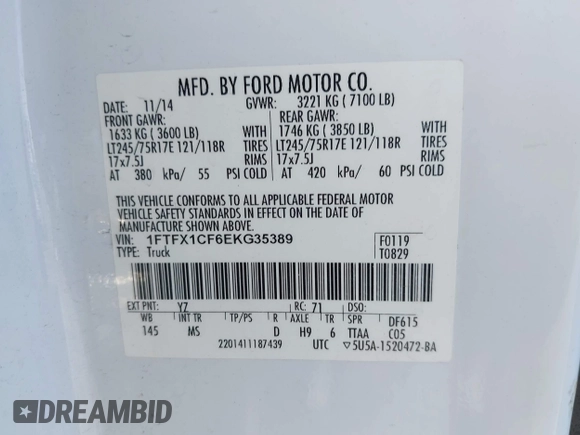 MFD. BY FORD MOTOR CO.
DATE: 11/14 GVWR: 3221 KG ( 7100 LB)
FRONT GAWR: REAR GAWR:
1633 KG ( 3600 LB) WITH 1746 KG ( 3850 LB) WITH
LT245/75R17E 121/118R TIRES LT245/75R17E 121/118R TIRES
17x7.5J RIMS 17x7.5J RIMS
AT 380 kPa/ 55 PSI COLD AT 420 kPa/ 60 PSI COLD
THIS VEHICLE CONFORMS TO ALL APPLICABLE FEDERAL MOTOR
VEHICLE SAFETY STANDARDS IN EFFECT ON THE DATE OF
MANUFACTURE SHOWN ABOVE.
VIN: 1FTFX1CF6EKG35389 F0119
TYPE: Truck T0829
EXT PNT: YZ RC: 71 DSO:
WB INT TR TP/PS R AXLE TR SPR DF615
145 MS D H9 6 TTAA C05
2201411187439 UTC ▽5U5A-1520472-BA
DREAMBID